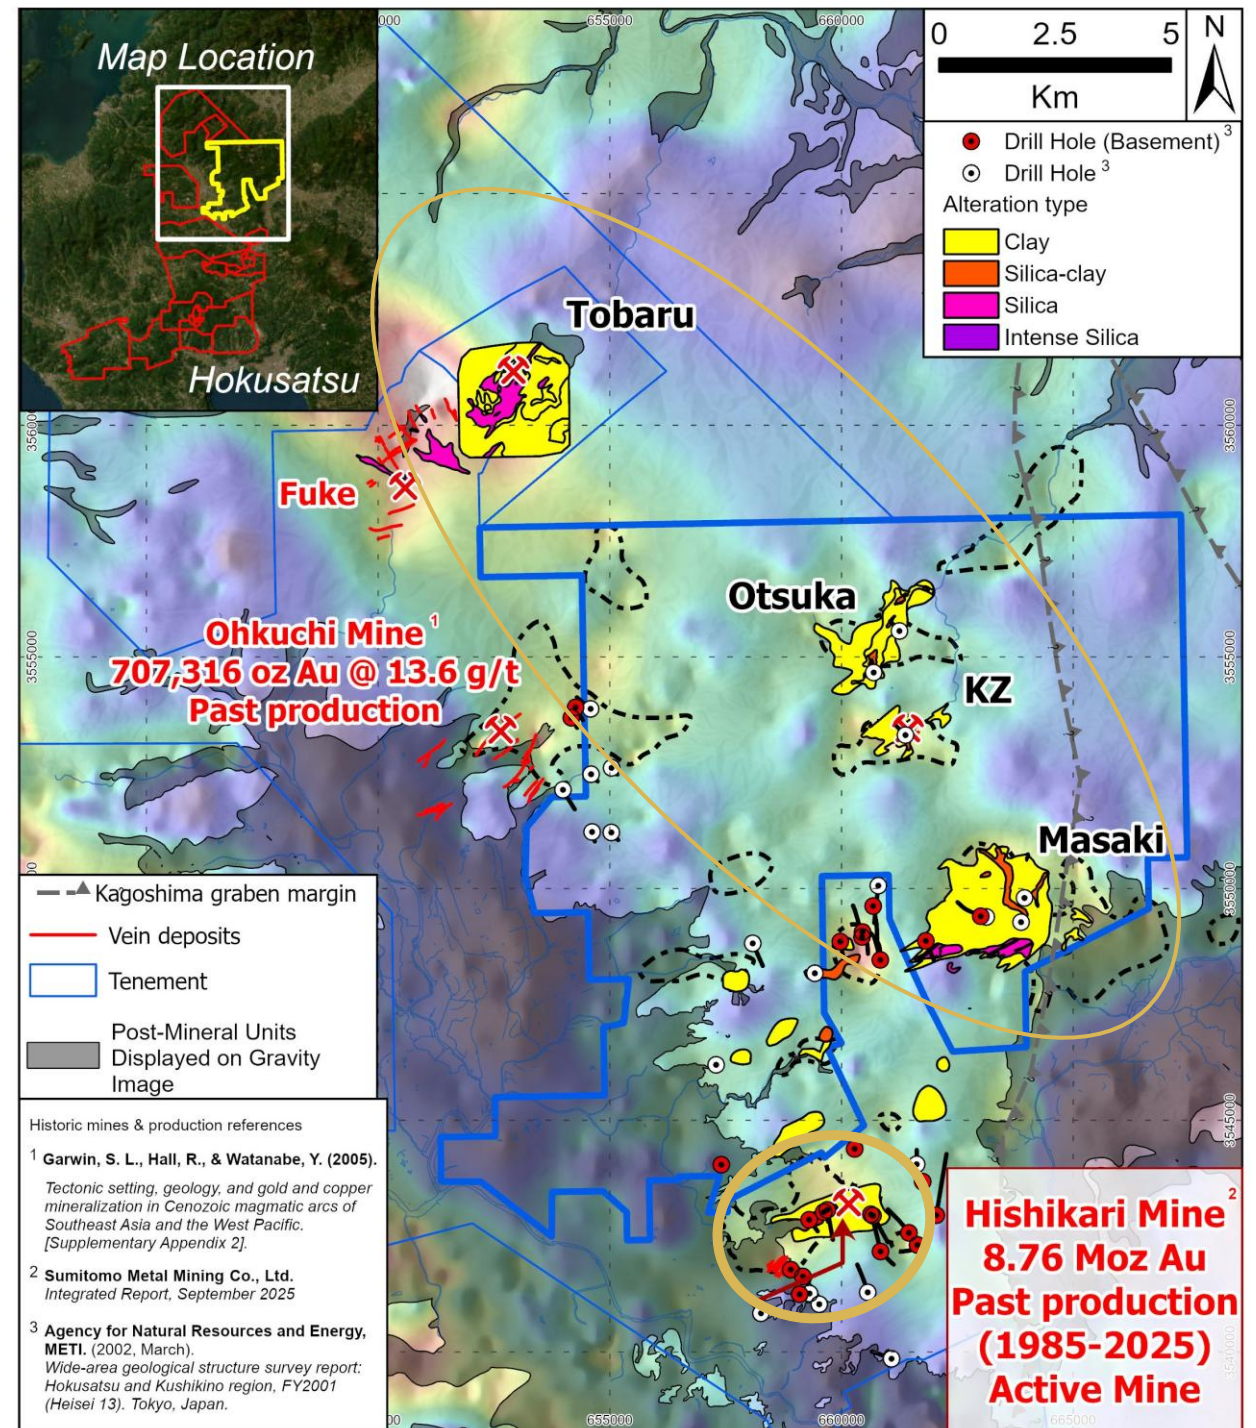 Map Location
Hokusatsu
000
655000
660000
0 2.5 5
Km
N
Drill Hole (Basement) 3
Drill Hole 3
Alteration type
Clay
Silica-clay
Silica
Intense Silica
Tobaru
3560000
3560000
Fuke
Otsuka
Ohkuchi Mine 1
707,316 oz Au @ 13.6 g/t
Past production
3555000
3555000
KZ
Masaki
3550000
Kagoshima graben margin
Vein deposits
Tenement
Post-Mineral Units
Displayed on Gravity
Image
3545000
Historic mines & production references
1 Garwin, S. L., Hall, R., & Watanabe, Y. (2005).
Tectonic setting, geology, and gold and copper
mineralization in Cenozoic magmatic arcs of
Southeast Asia and the West Pacific.
[Supplementary Appendix 2].
2 Sumitomo Metal Mining Co., Ltd.
Integrated Report, September 2025
3 Agency for Natural Resources and Energy,
METI. (2002, March).
Wide-area geological structure survey report:
Hokusatsu and Kushikino region, FY2001
(Heisei 13). Tokyo, Japan.
Hishikari Mine 2
8.76 Moz Au
Past production
(1985-2025)
Active Mine
3540000
000
655000
660000
665000